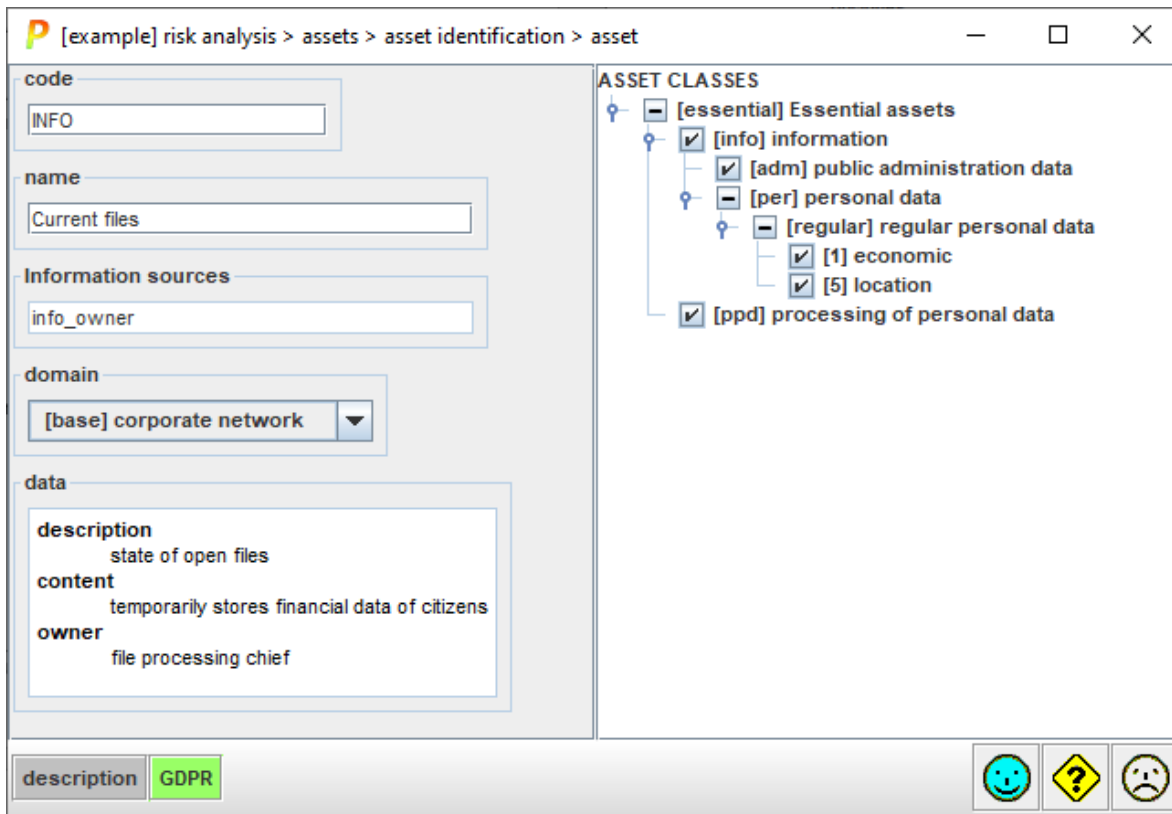 [example] risk analysis > assets > asset identification > asset
code
INFO
name
Current files
Information sources
info_owner
domain
[base] corporate network
data
description
state of open files
content
temporarily stores financial data of citizens
owner
file processing chief
ASSET CLASSES
[essential] Essential assets
[info] information
[adm] public administration data
[per] personal data
[regular] regular personal data
[1] economic
[5] location
[ppd] processing of personal data
description GDPR